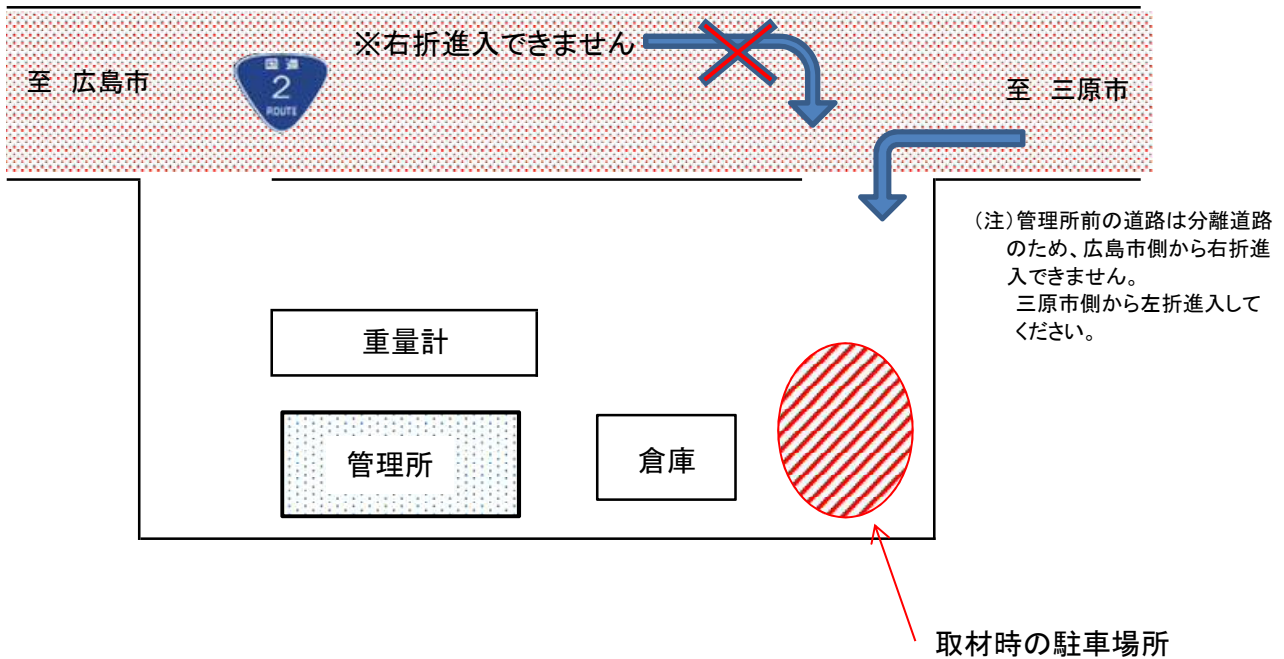 ※右折進入できません
至 広島市
国道
2
ROUTE
至 三原市
(注)管理所前の道路は分離道路
のため、広島市側から右折進
入できません。
三原市側から左折進入して
ください。
重量計
管理所
倉庫
取材時の駐車場所